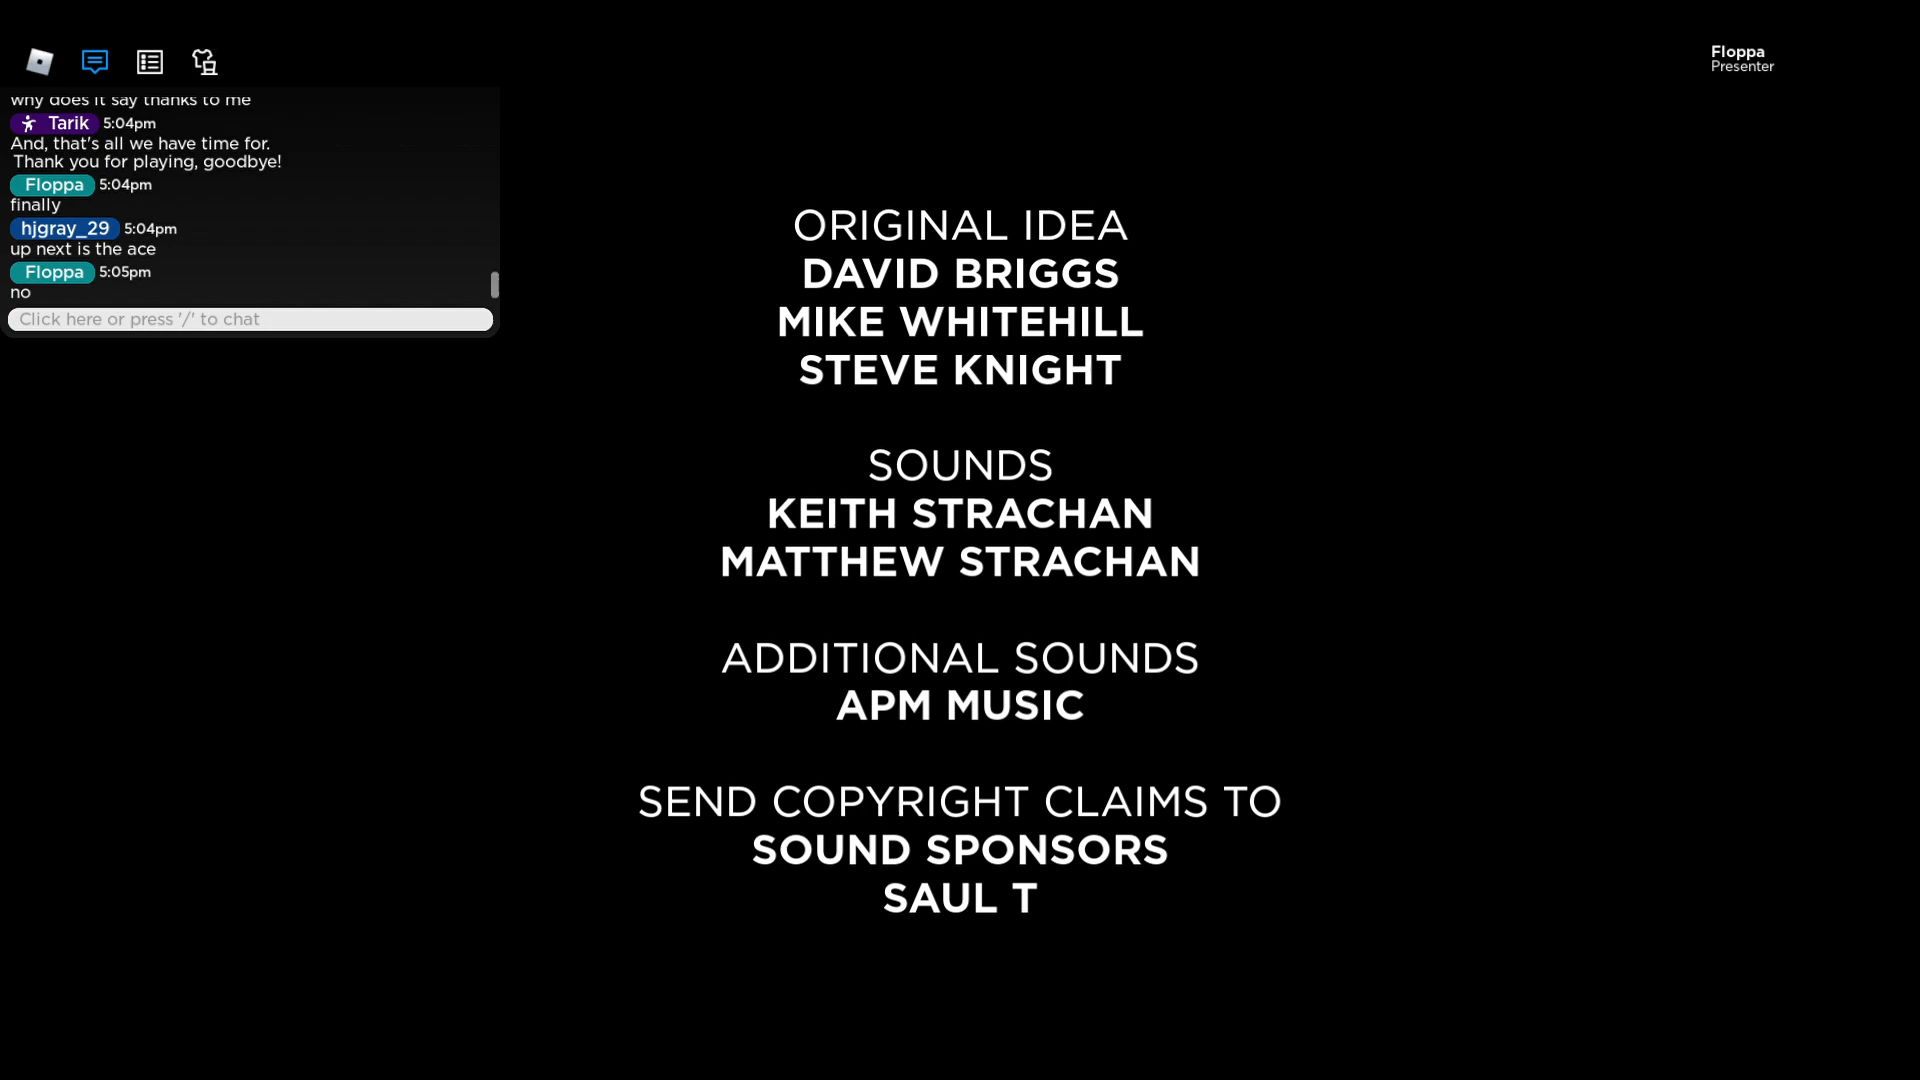 why does it say thanks to me
Tarik 5:04pm
And, that's all we have time for.
Thank you for playing, goodbye!
Floppa 5:04pm
finally
hjgray_29 5:04pm
up next is the ace
Floppa 5:05pm
no
Click here or press '/' to chat
Floppa
Presenter
ORIGINAL IDEA
DAVID BRIGGS
MIKE WHITEHILL
STEVE KNIGHT
SOUNDS
KEITH STRACHAN
MATTHEW STRACHAN
ADDITIONAL SOUNDS
APM MUSIC
SEND COPYRIGHT CLAIMS TO
SOUND SPONSORS
SAUL T